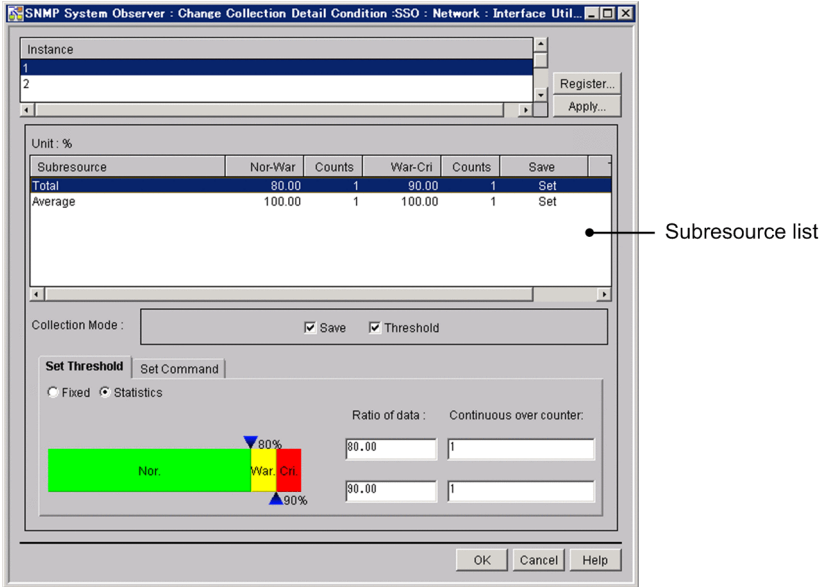 SNMP System Observer : Change Collection Detail Condition :SSO : Network : Interface Util...
Instance
1
2
Register...
Apply...
Unit : %
Subresource Nor-War Counts War-Cri Counts Save
Total 80.00 1 90.00 1 Set
Average 100.00 1 100.00 1 Set
Subresource list
Collection Mode : Save Threshold
Set Threshold Set Command
Fixed Statistics
Ratio of data : Continuous over counter:
80%
80.00 1
Nor. War. Cri.
90.00 1
90%
OK Cancel Help